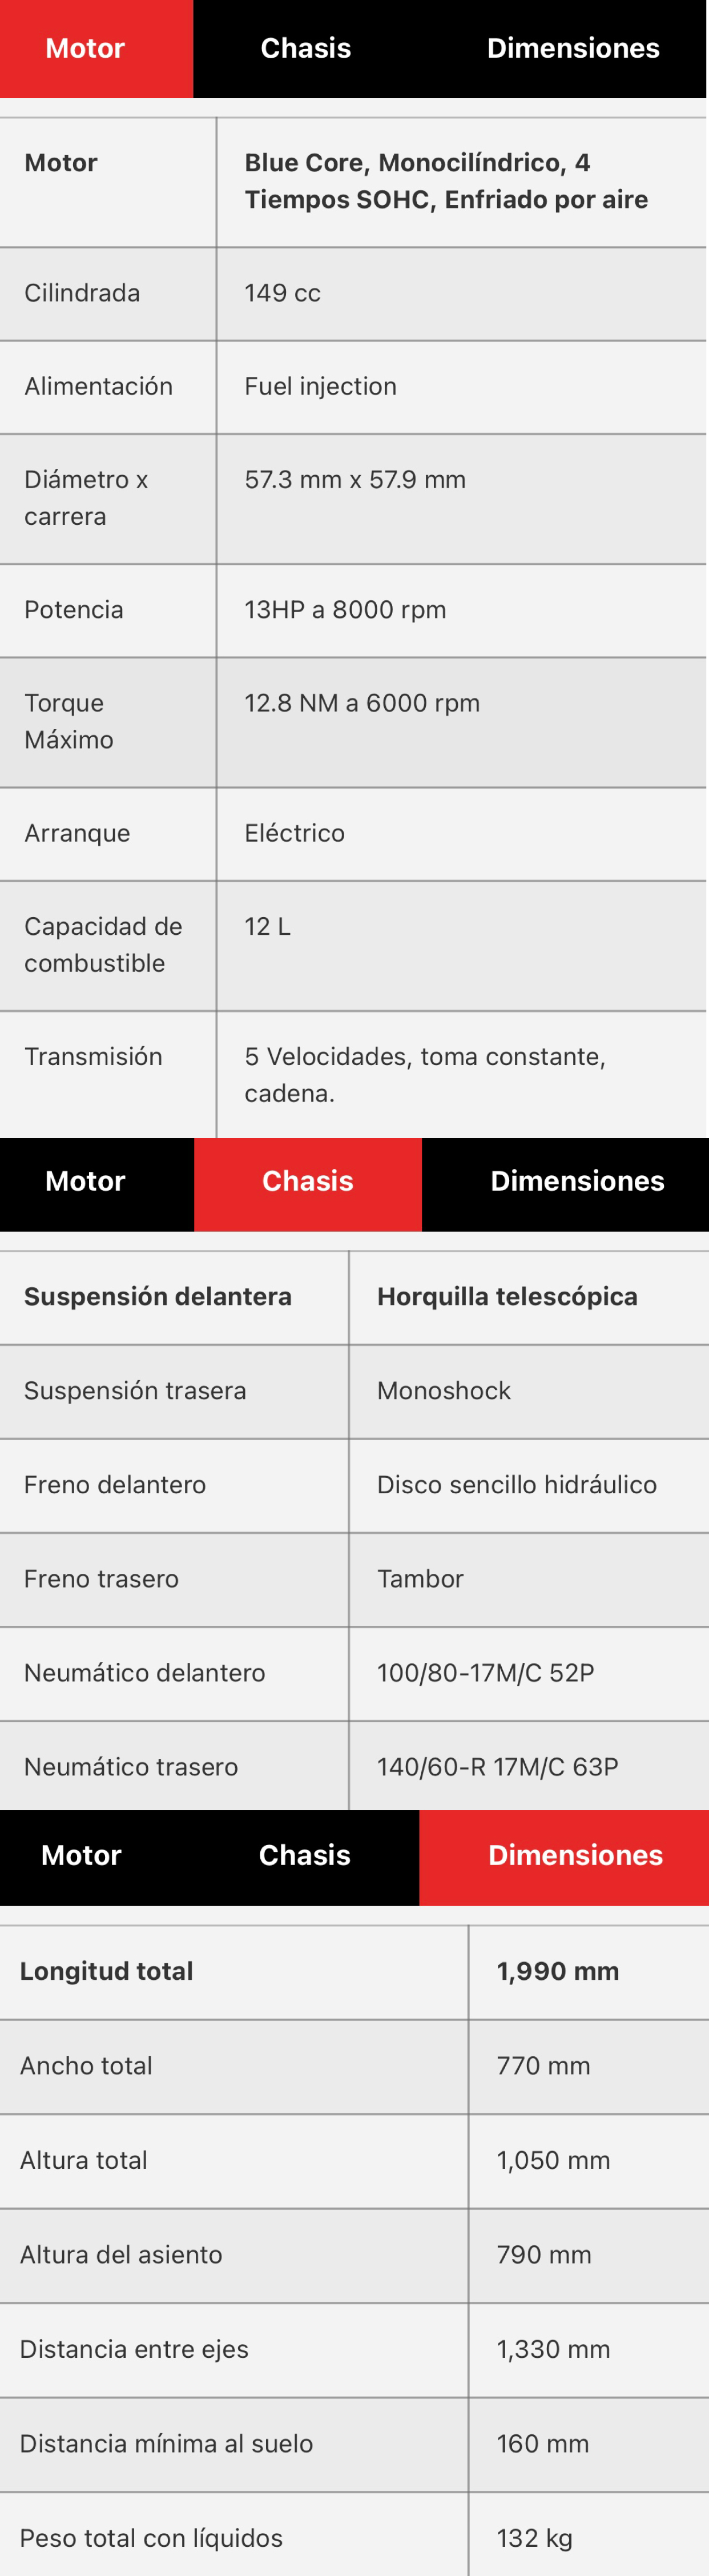 Motor Chasis Dimensiones
Motor Blue Core, Monocilíndrico, 4
Tiempos SOHC, Enfriado por aire
Cilindrada 149 cc
Alimentación Fuel injection
Diámetro x 57.3 mm x 57.9 mm
carrera
Potencia 13HP a 8000 rpm
Torque 12.8 NM a 6000 rpm
Máximo
Arranque Eléctrico
Capacidad de 12 L
combustible
Transmisión 5 Velocidades, toma constante,
cadena.
Motor Chasis Dimensiones
Suspensión delantera Horquilla telescópica
Suspensión trasera Monoshock
Freno delantero Disco sencillo hidráulico
Freno trasero Tambor
Neumático delantero 100/80-17M/C 52P
Neumático trasero 140/60-R 17M/C 63P
Motor Chasis Dimensiones
Longitud total 1,990 mm
Ancho total 770 mm
Altura total 1,050 mm
Altura del asiento 790 mm
Distancia entre ejes 1,330 mm
Distancia mínima al suelo 160 mm
Peso total con líquidos 132 kg